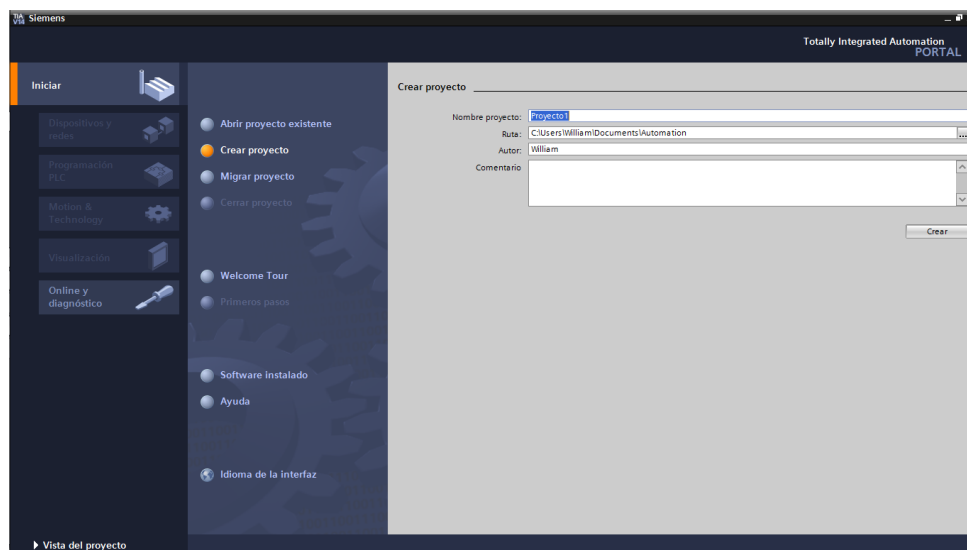 TIA V14 Siemens
Totally Integrated Automation
PORTAL
Iniciar
Dispositivos y redes
Programación PLC
Motion & Technology
Visualización
Online y diagnóstico
Abrir proyecto existente
Crear proyecto
Migrar proyecto
Cerrar proyecto
Welcome Tour
Primeros pasos
Software instalado
Ayuda
Idioma de la interfaz
Crear proyecto
Nombre proyecto: Proyecto1
Ruta: C:\Users\William\Documents\Automation
...
Autor: William
Comentario
Crear
Vista del proyecto